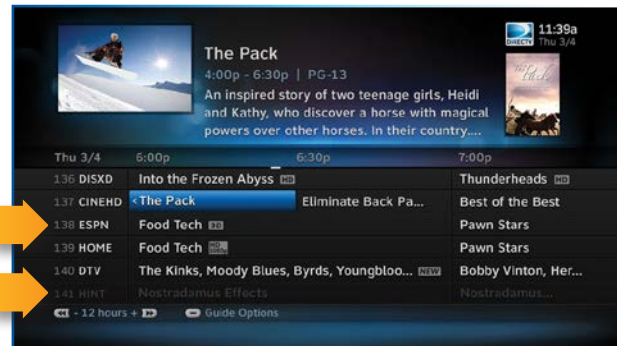 11:39a
DIRECTV Thu 3/4
The Pack
4:00p - 6:30p | PG-13
An inspired story of two teenage girls, Heidi
and Kathy, who discover a horse with magical
powers over other horses. In their country....
Thu 3/4 6:00p 6:30p 7:00p
136 DISXD Into the Frozen Abyss HD Thunderheads HD
137 CINEHD <The Pack Eliminate Back Pa... Best of the Best
138 ESPN Food Tech 3D Pawn Stars
139 HOME Food Tech HD Pawn Stars
140 DTV The Kinks, Moody Blues, Byrds, Youngbloo... NEW Bobby Vinton, Her...
141 HINT Nostradamus Effects Nostradamus...
- 12 hours + Guide Options